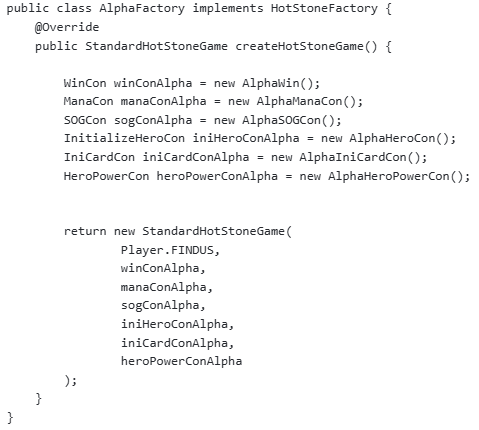 public class AlphaFactory implements HotStoneFactory {
    @Override
    public StandardHotStoneGame createHotStoneGame() {

        WinCon winConAlpha = new AlphaWin();
        ManaCon manaConAlpha = new AlphaManaCon();
        SOGCon sogConAlpha = new AlphaSOGCon();
        InitializeHeroCon iniHeroConAlpha = new AlphaHeroCon();
        IniCardCon iniCardConAlpha = new AlphaIniCardCon();
        HeroPowerCon heroPowerConAlpha = new AlphaHeroPowerCon();


        return new StandardHotStoneGame(
                Player.FINDUS,
                winConAlpha,
                manaConAlpha,
                sogConAlpha,
                iniHeroConAlpha,
                iniCardConAlpha,
                heroPowerConAlpha
        );
    }
}